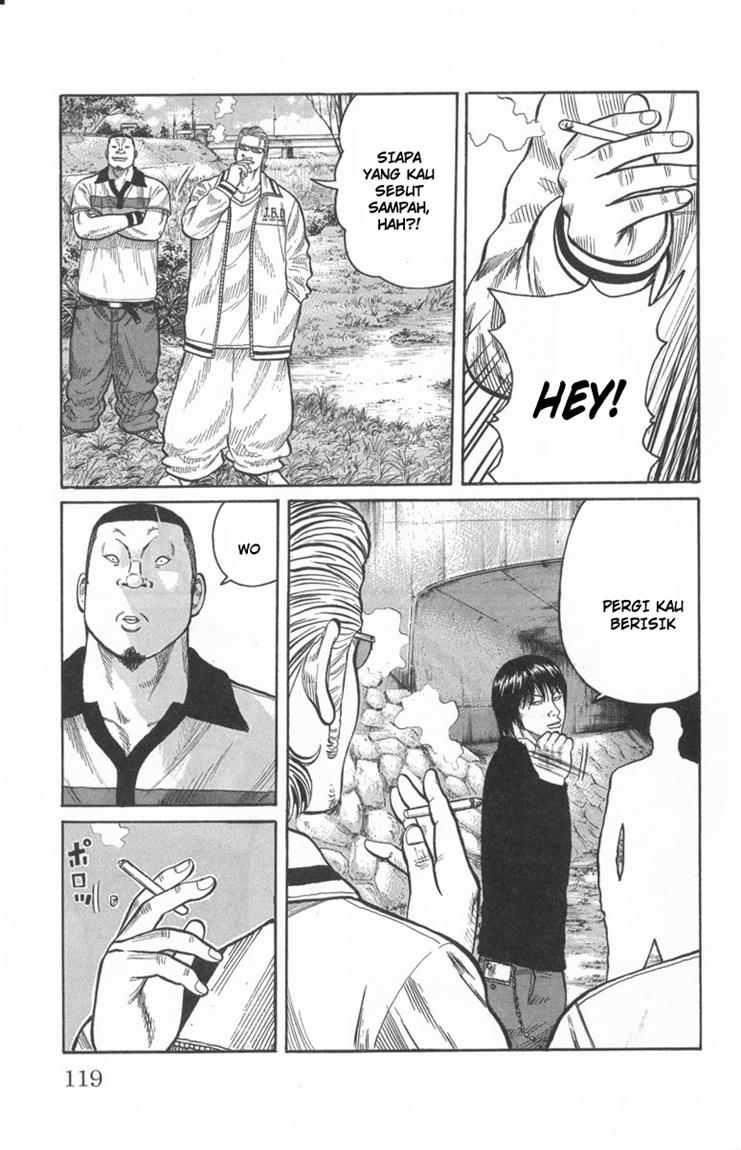 HEY!
SIAPA
YANG KAU
SEBUT
SAMPAH,
HAH?!
J.B.D
PERGI KAU
BERISIK
WO
ポロッ
119